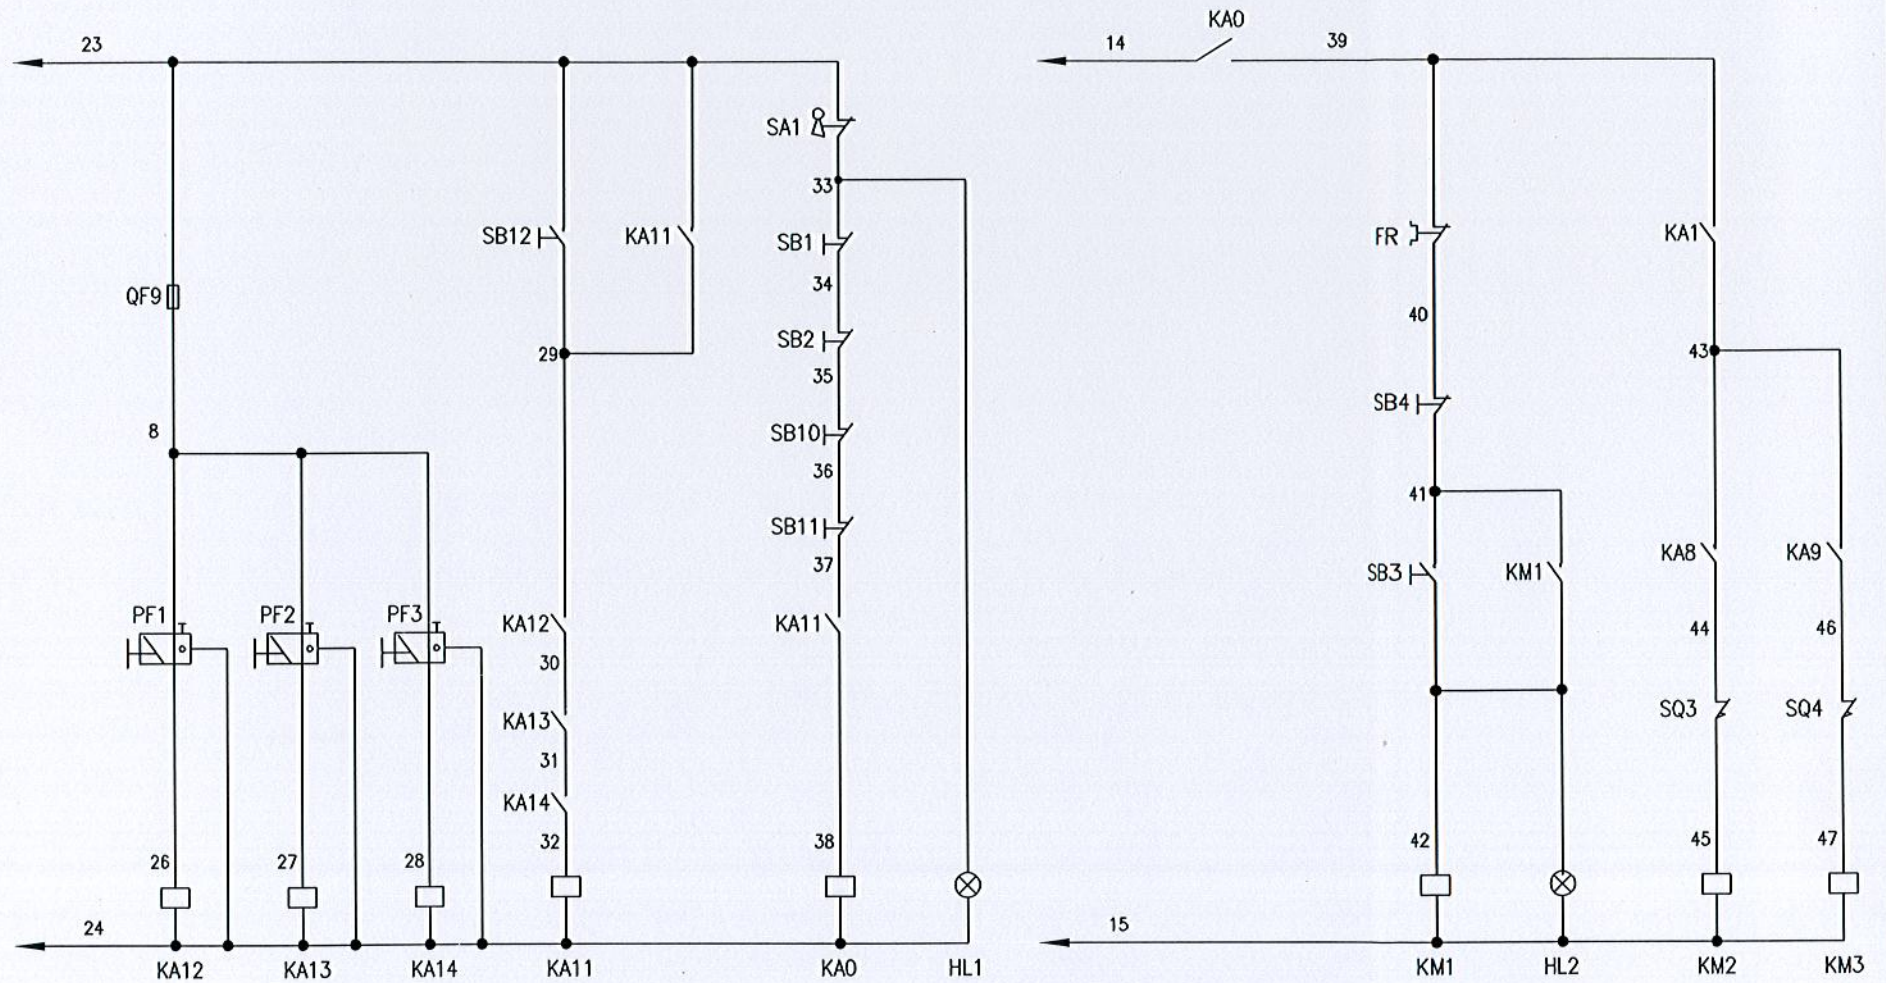 KA0
23
14
39
SA1
33
SB12
KA11
SB1
FR
KA1
34
QF9
40
SB2
29
43
35
SB4
8
SB10
36
41
SB11
KA8
KA9
37
SB3
KM1
PF1
PF2
PF3
KA12
KA11
44
46
30
KA13
SQ3
SQ4
31
KA14
32
38
42
45
47
26
27
28
24
15
KA12
KA13
KA14
KA11
KA0
HL1
KM1
HL2
KM2
KM3